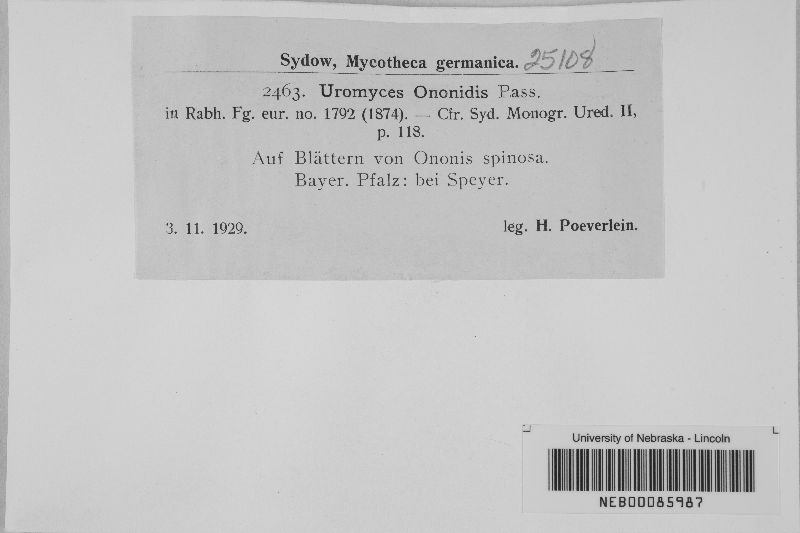 Sydow, Mycotheca germanica. 25108
2463. Uromyces Ononidis Pass.
in Rabh. Fg. eur. no. 1792 (1874). — Cfr. Syd. Monogr. Ured. II,
p. 118.
Auf Blättern von Ononis spinosa.
Bayer. Pfalz: bei Speyer.
3. 11. 1929. leg. H. Poeverlein.
University of Nebraska - Lincoln
NEB00085987